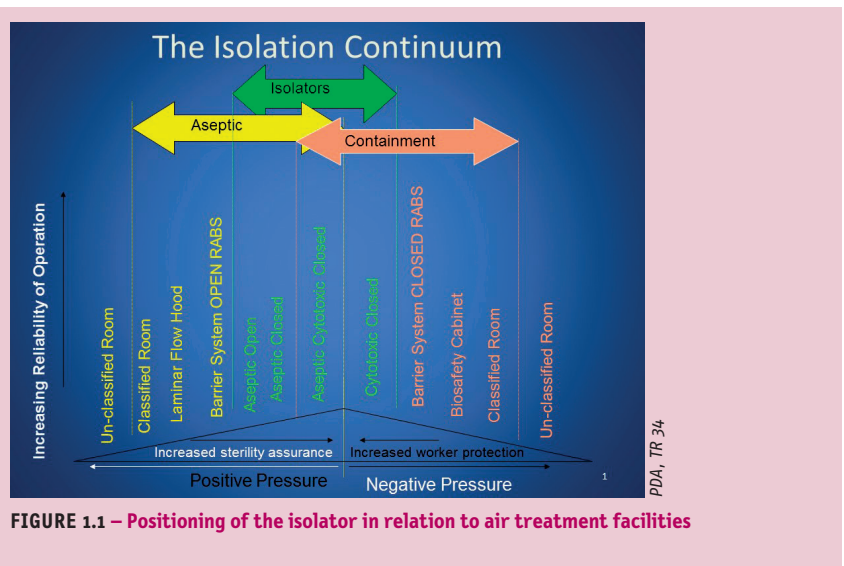 The Isolation Continuum
Isolators
Aseptic
Containment
Increasing Reliability of Operation
Un-classified Room
Classified Room
Laminar Flow Hood
Barrier System OPEN RABS
Aseptic Open
Aseptic Closed
Aseptic Cytotoxic Closed
Cytotoxic Closed
Barrier System CLOSED RABS
Biosafety Cabinet
Classified Room
Un-classified Room
Increased sterility assurance
Increased worker protection
Positive Pressure
Negative Pressure
1
PDA, TR 34
FIGURE 1.1 – Positioning of the isolator in relation to air treatment facilities